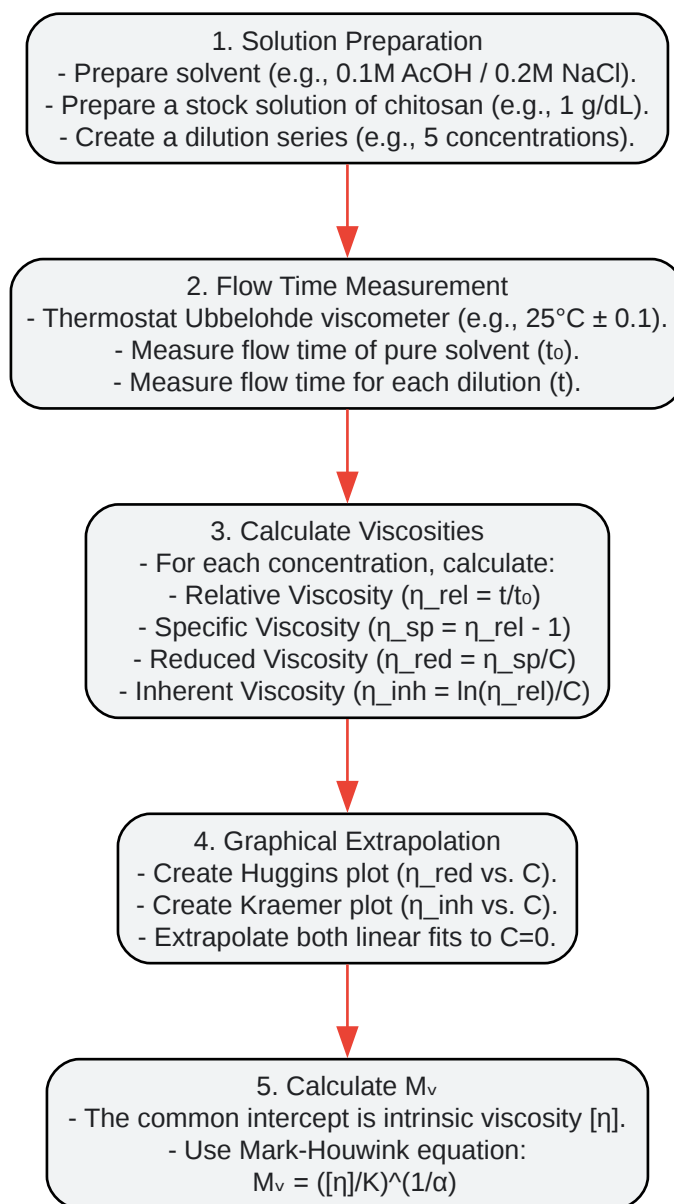 1. Solution Preparation
- Prepare solvent (e.g., 0.1M AcOH / 0.2M NaCl).
- Prepare a stock solution of chitosan (e.g., 1 g/dL).
- Create a dilution series (e.g., 5 concentrations).
2. Flow Time Measurement
- Thermostat Ubbelohde viscometer (e.g., 25°C ± 0.1).
- Measure flow time of pure solvent (t₀).
- Measure flow time for each dilution (t).
3. Calculate Viscosities
- For each concentration, calculate:
- Relative Viscosity (η_rel = t/t₀)
- Specific Viscosity (η_sp = η_rel - 1)
- Reduced Viscosity (η_red = η_sp/C)
- Inherent Viscosity (η_inh = ln(η_rel)/C)
4. Graphical Extrapolation
- Create Huggins plot (η_red vs. C).
- Create Kraemer plot (η_inh vs. C).
- Extrapolate both linear fits to C=0.
5. Calculate Mᵥ
- The common intercept is intrinsic viscosity [η].
- Use Mark-Houwink equation:
Mᵥ = ([η]/K)^(1/α)